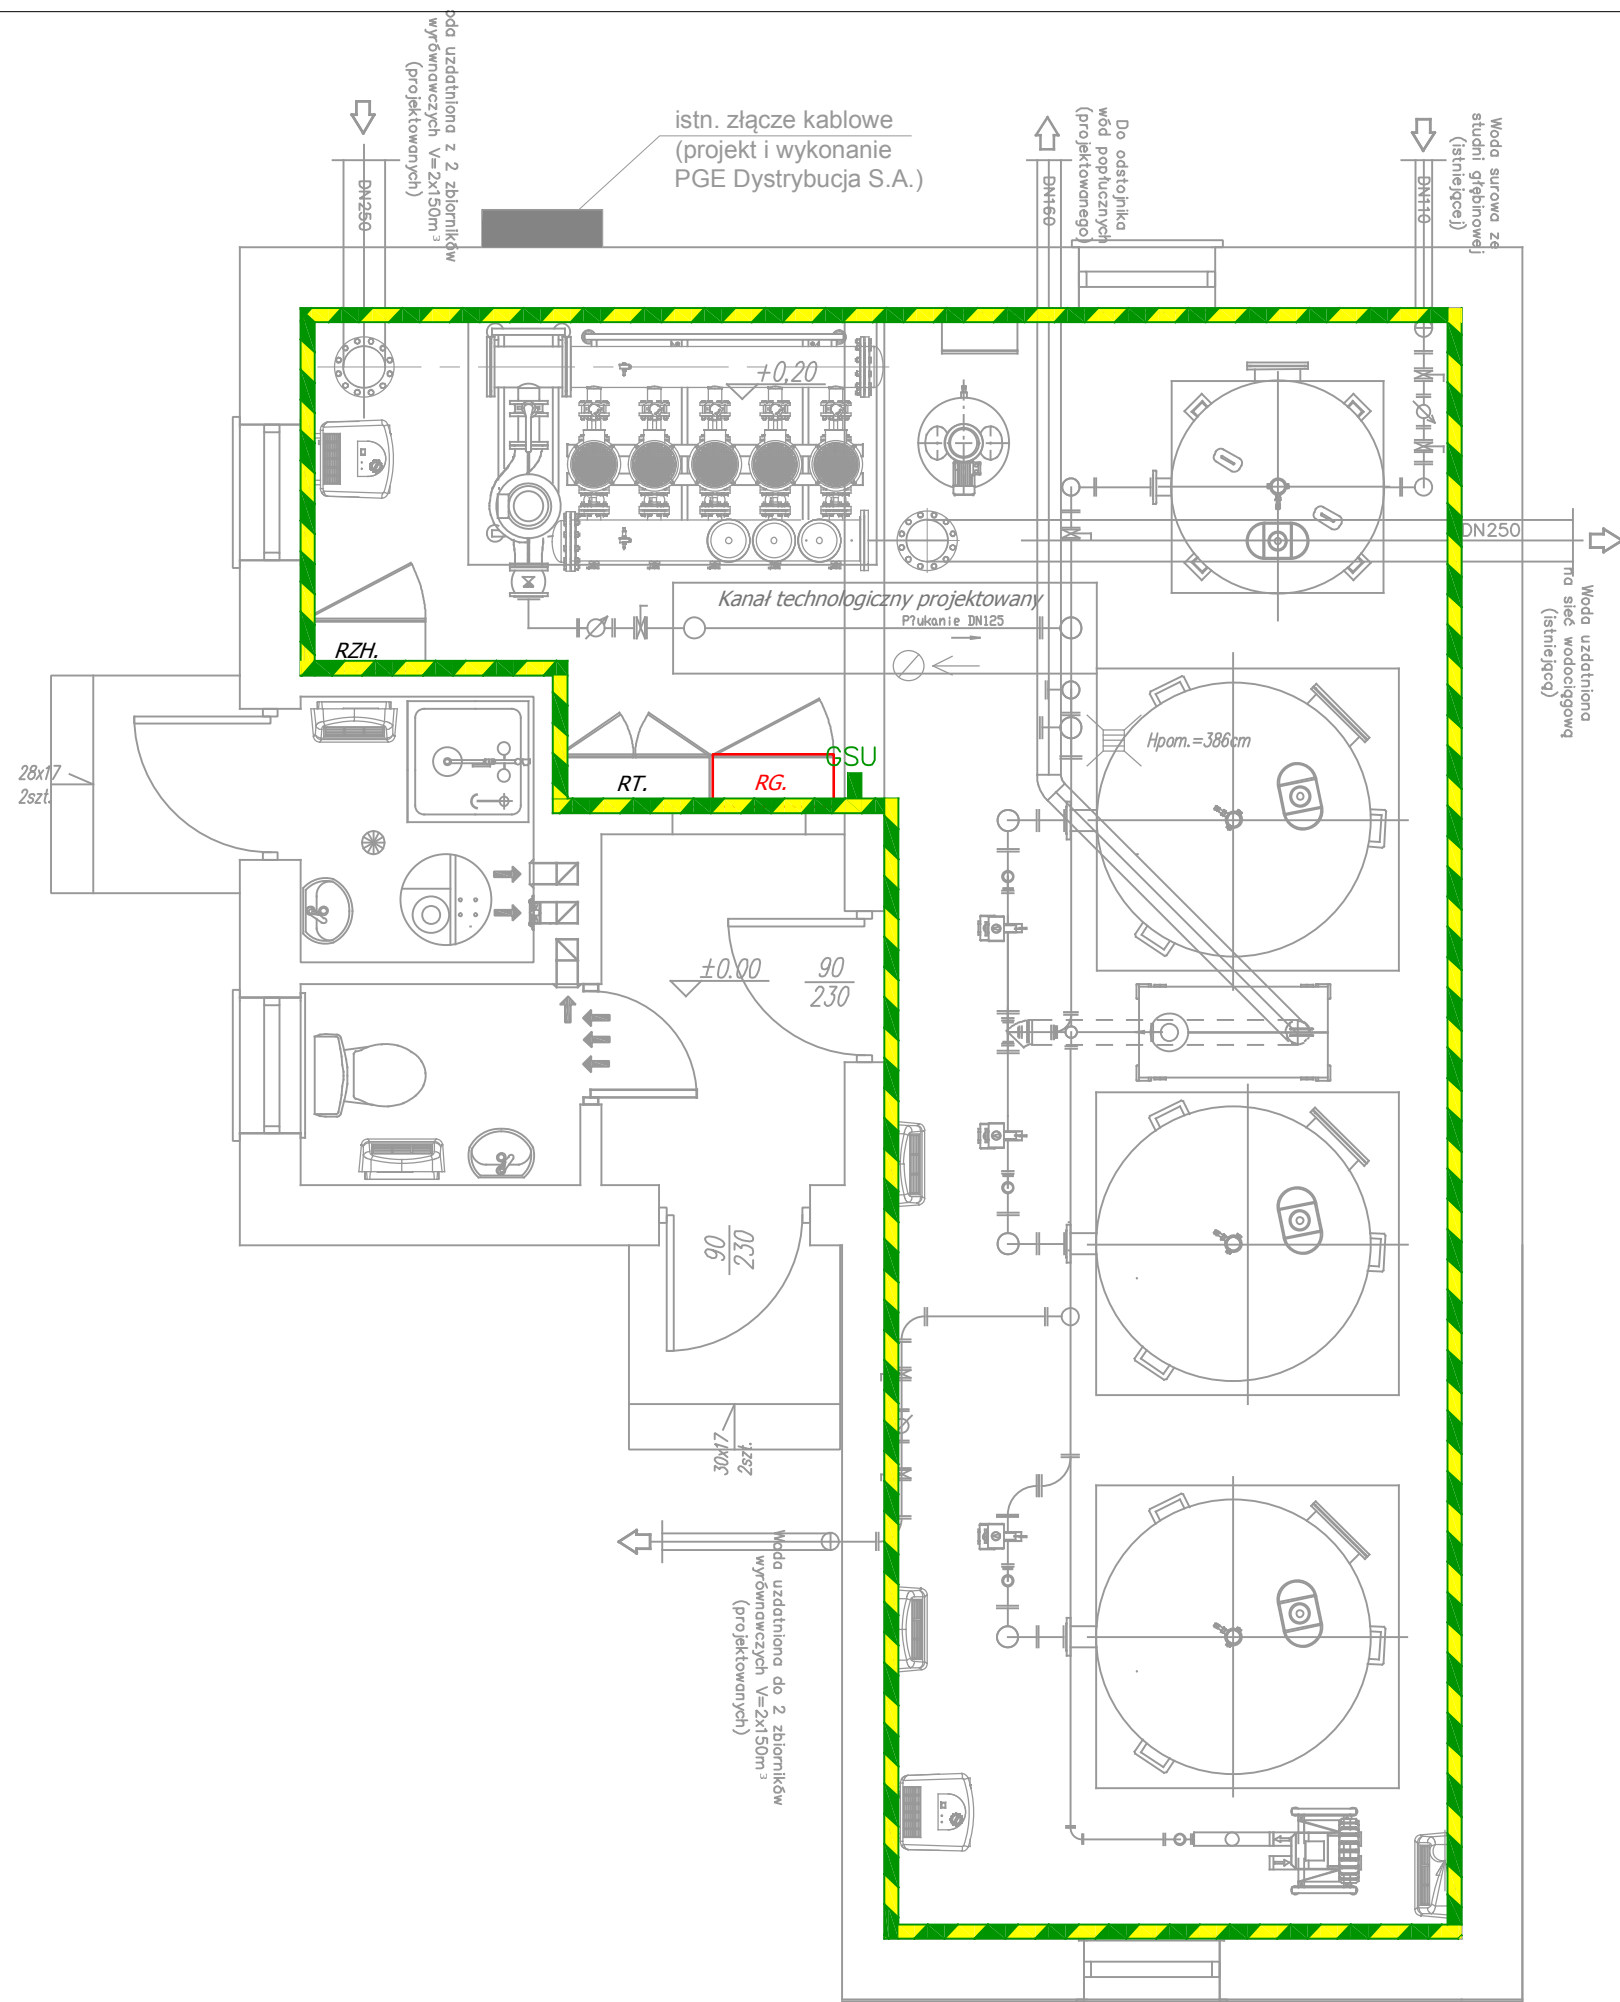 oda uzdatniona z 2 zbiorników
wyrównawczych V=2x150m³
(projektowanych)
DN250
istn. złącze kablowe
(projekt i wykonanie
PGE Dystrybucja S.A.)
Do odstojnika
wód popłucznych
(projektowanego)
DN160
Woda surowa ze
studni głębinowej
(istniejącej)
DN110
+0,20
DN250
Woda uzdatniona
na sieć wodociągową
(istniejącą)
Kanał technologiczny projektowany
P?ukanie DN125
RZH.
Hpom.=386cm
GSU
RT.
RG.
28x17
2szt.
±0.00
90
230
90
230
30x17
2szt.
Woda uzdatniona do 2 zbiorników
wyrównawczych V=2x150m³
(projektowanych)